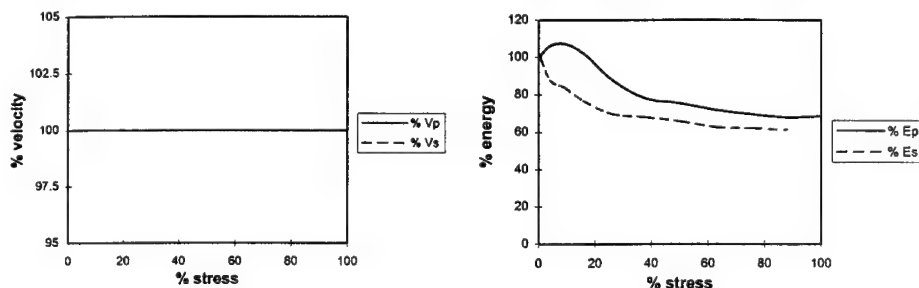 105
102.5
100
97.5
95
% velocity
0 20 40 60 80 100
% stress
% Vp
% Vs
120
100
80
60
40
20
0
% energy
0 20 40 60 80 100
% stress
% Ep
% Es